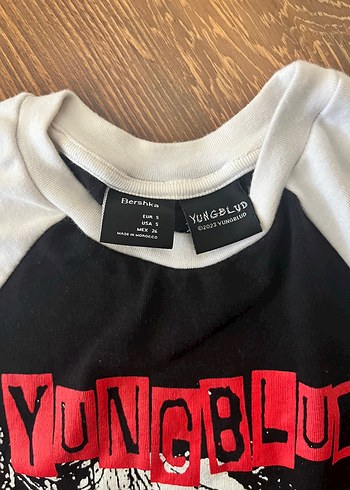 Bershka
EUR S
USA S
MEX 26
MADE IN MOROCCO
YUNGBLUD
©2023 YUNGBLUD
YUNGBLUD